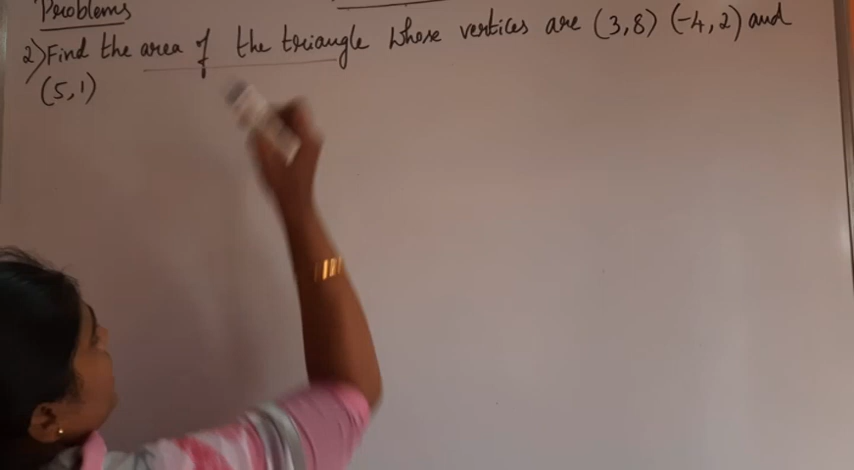 Problems
2) Find the area of the triangle whose vertices are (3,8) (-4,2) and
(5,1)